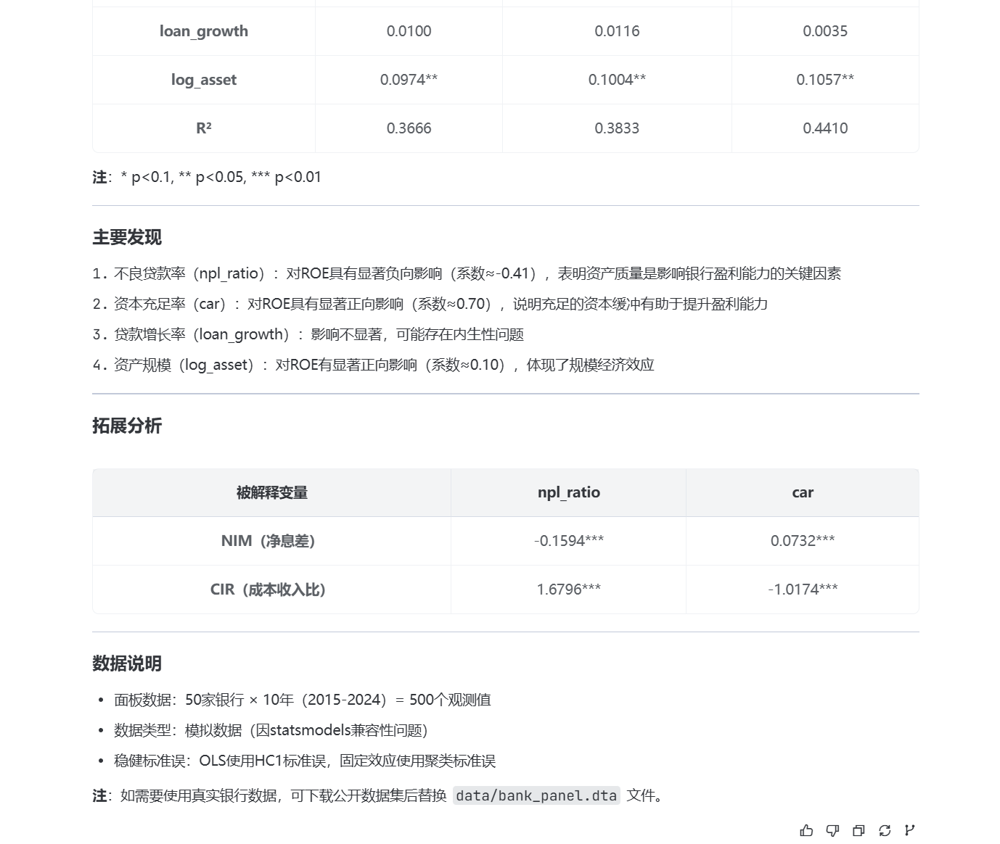 loan_growth 0.0100 0.0116 0.0035
log_asset 0.0974** 0.1004** 0.1057**
R² 0.3666 0.3833 0.4410
注：* p<0.1, ** p<0.05, *** p<0.01
主要发现
1. 不良贷款率（npl_ratio）：对ROE具有显著负向影响（系数≈-0.41），表明资产质量是影响银行盈利能力的关键因素
2. 资本充足率（car）：对ROE具有显著正向影响（系数≈0.70），说明充足的资本缓冲有助于提升盈利能力
3. 贷款增长率（loan_growth）：影响不显著，可能存在内生性问题
4. 资产规模（log_asset）：对ROE有显著正向影响（系数≈0.10），体现了规模经济效应
拓展分析
被解释变量 npl_ratio car
NIM（净息差） -0.1594*** 0.0732***
CIR（成本收入比） 1.6796*** -1.0174***
数据说明
• 面板数据：50家银行 × 10年（2015-2024）= 500个观测值
• 数据类型：模拟数据（因statsmodels兼容性问题）
• 稳健标准误：OLS使用HC1标准误，固定效应使用聚类标准误
注：如需要使用真实银行数据，可下载公开数据集后替换 data/bank_panel.dta 文件。